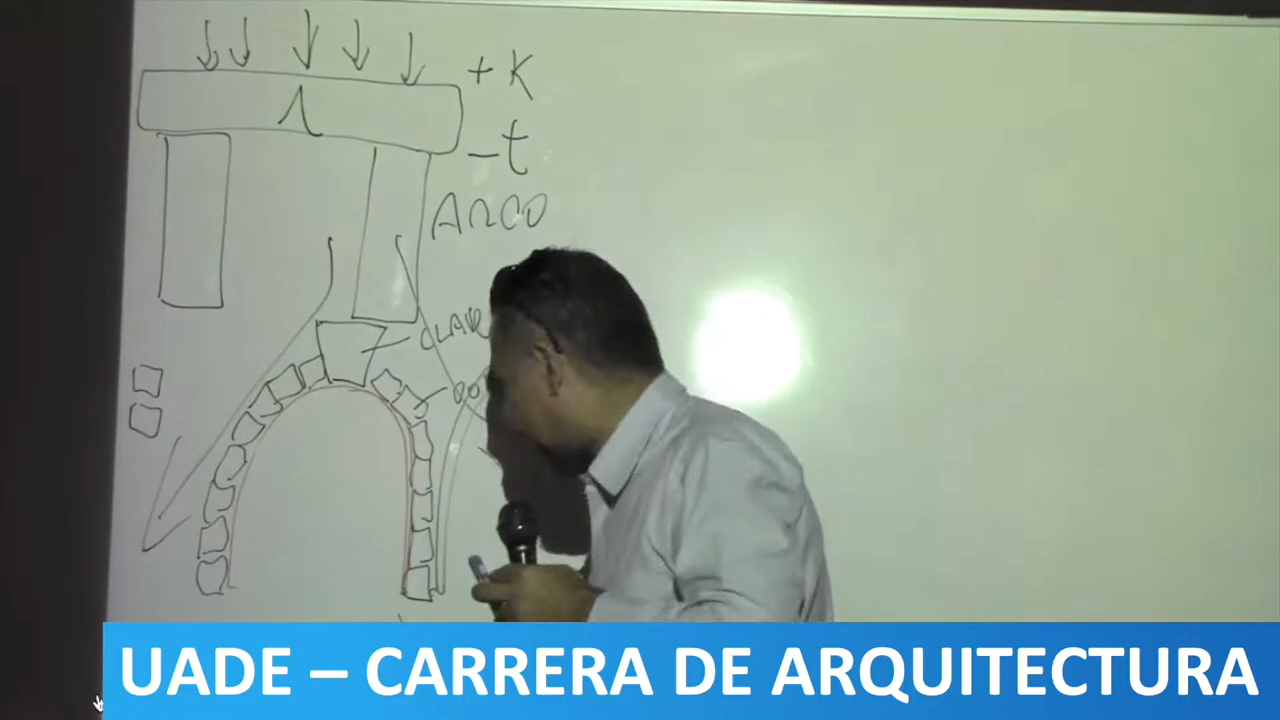 + K
- t
ARCO
CLAVE
UADE – CARRERA DE ARQUITECTURA